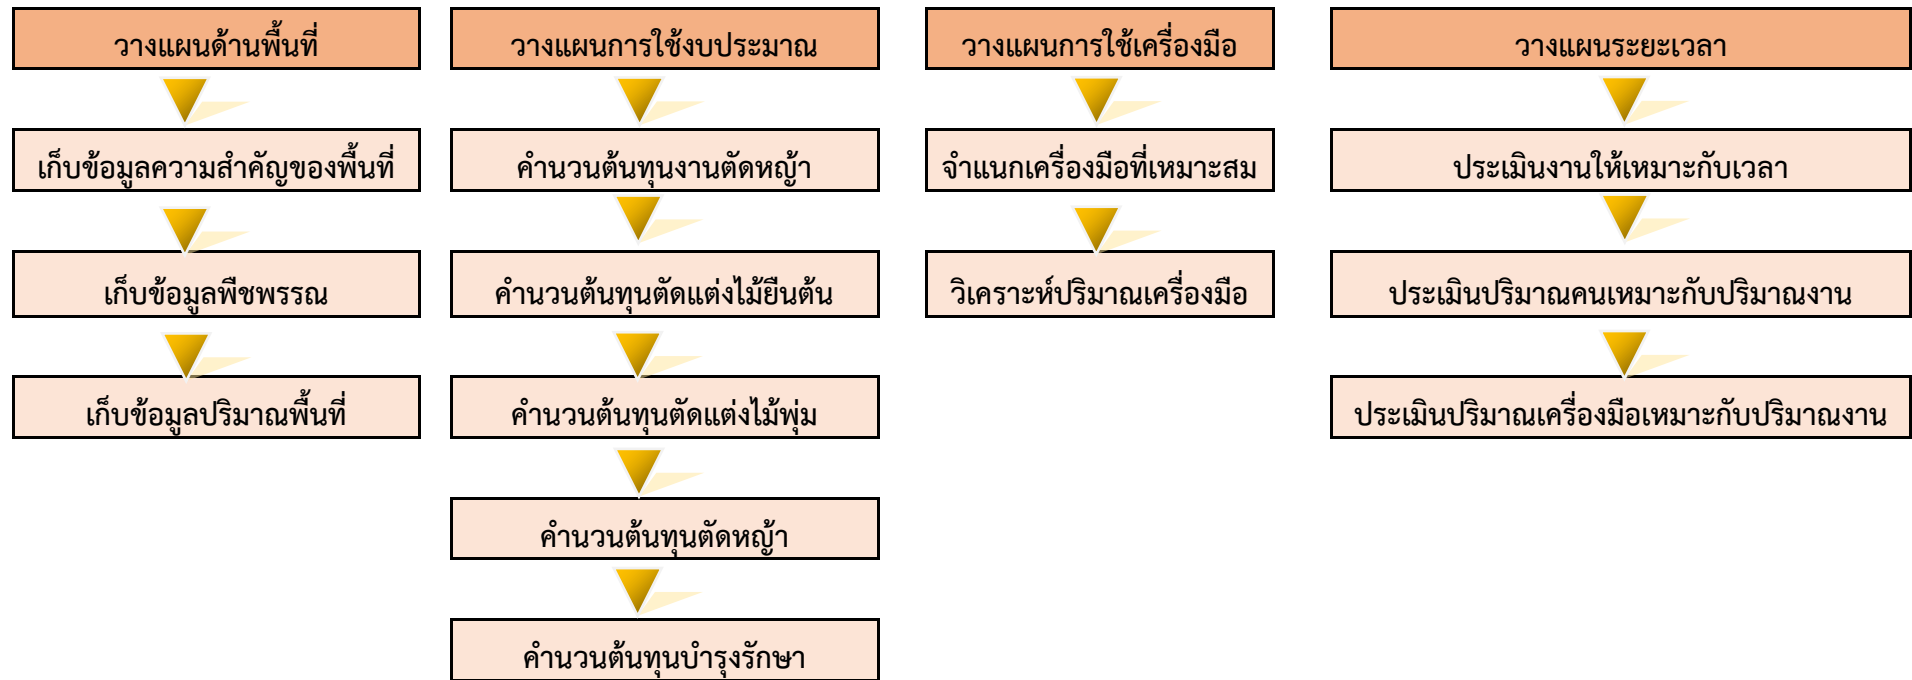 วางแผนด้านพื้นที่
เก็บข้อมูลความสำคัญของพื้นที่
เก็บข้อมูลพืชพรรณ
เก็บข้อมูลปริมาณพื้นที่
วางแผนการใช้งบประมาณ
คำนวนต้นทุนงานตัดหญ้า
คำนวนต้นทุนตัดแต่งไม้ยืนต้น
คำนวนต้นทุนตัดแต่งไม้พุ่ม
คำนวนต้นทุนตัดหญ้า
คำนวนต้นทุนบำรุงรักษา
วางแผนการใช้เครื่องมือ
จำแนกเครื่องมือที่เหมาะสม
วิเคราะห์ปริมาณเครื่องมือ
วางแผนระยะเวลา
ประเมินงานให้เหมาะกับเวลา
ประเมินปริมาณคนเหมาะกับปริมาณงาน
ประเมินปริมาณเครื่องมือเหมาะกับปริมาณงาน